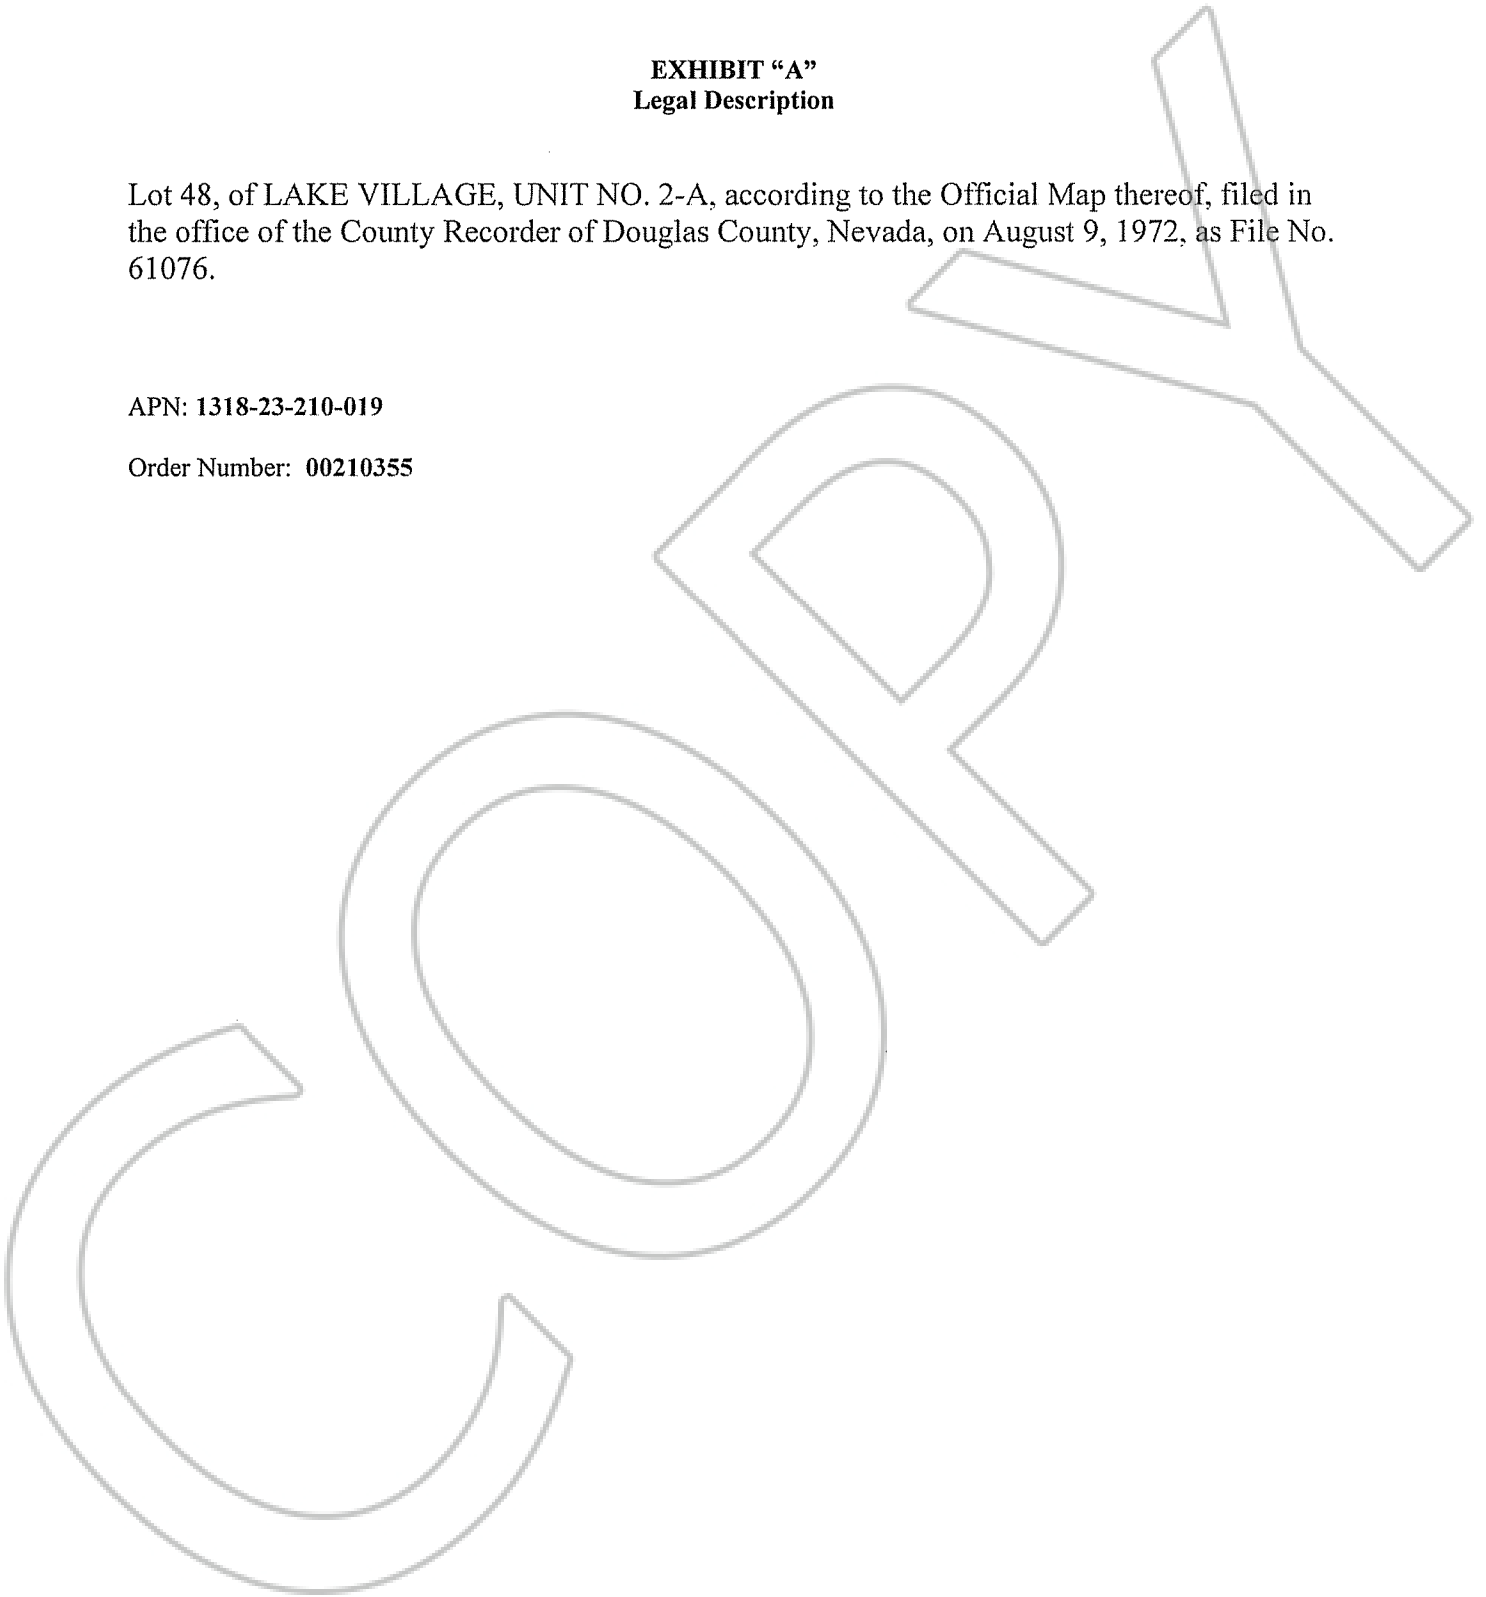 EXHIBIT “A”
Legal Description
Lot 48, of LAKE VILLAGE, UNIT NO. 2-A, according to the Official Map thereof, filed in
the office of the County Recorder of Douglas County, Nevada, on August 9, 1972, as File No.
61076.
APN: 1318-23-210-019
Order Number: 00210355
COPY